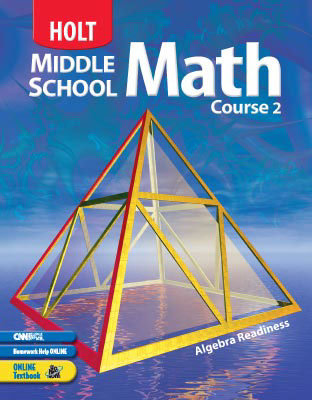 HOLT
MIDDLE
SCHOOL
Math
Course 2
Algebra Readiness
CNN
Homework Help ONLINE
ONLINE
Textbook